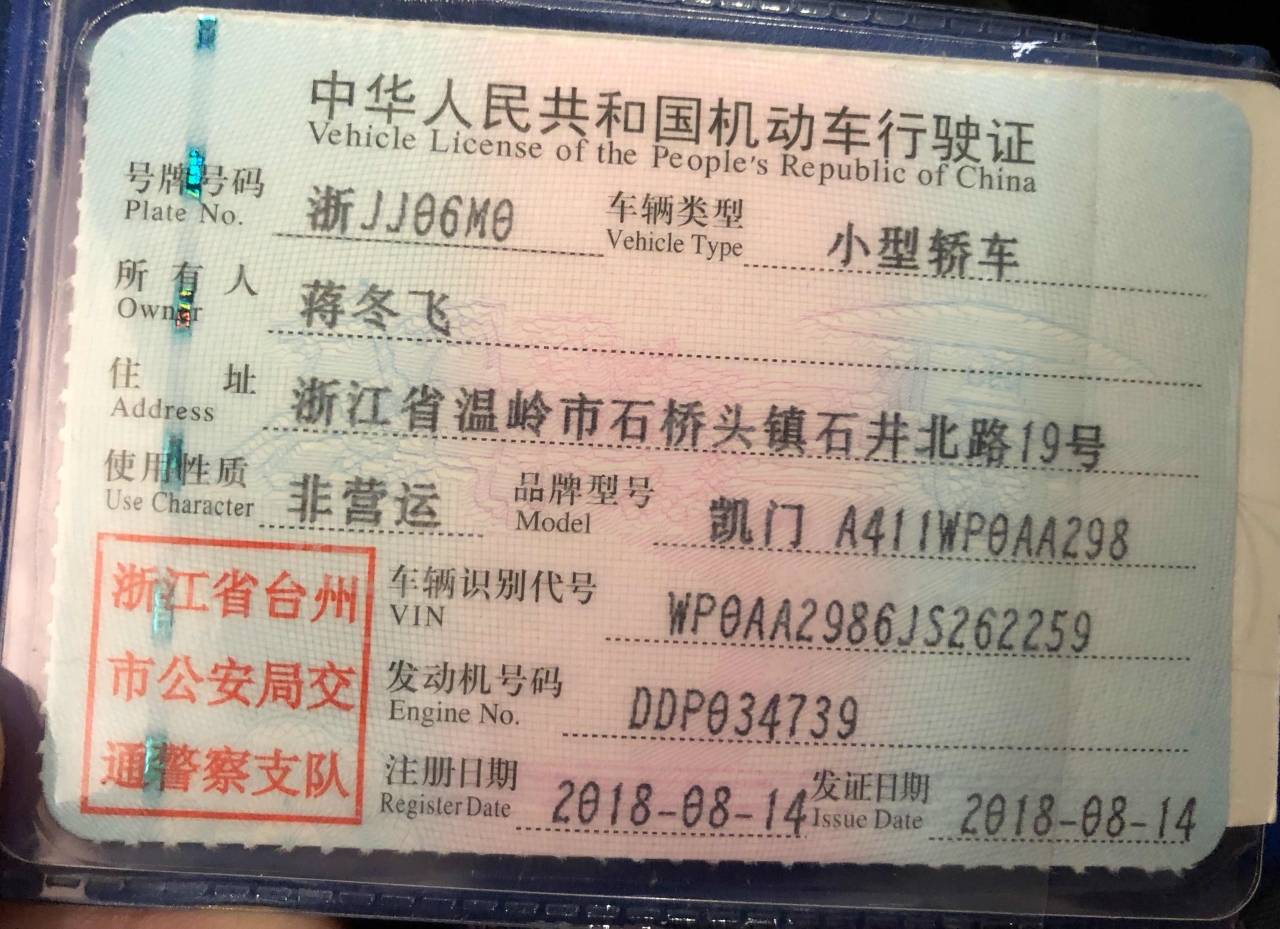 中华人民共和国机动车行驶证
Vehicle License of the People's Republic of China
号牌号码 浙JJ06M0 车辆类型 小型轿车
Plate No. Vehicle Type
所有人 蒋冬飞
Owner
住址 浙江省温岭市石桥头镇石井北路19号
Address
使用性质 非营运 品牌型号 凯门 A411WP0AA298
Use Character Model
浙江省台州
市公安局交
通警察支队
车辆识别代号 WP0AA2986JS262259
VIN
发动机号码 DDP034739
Engine No.
注册日期 2018-08-14 发证日期 2018-08-14
Register Date Issue Date